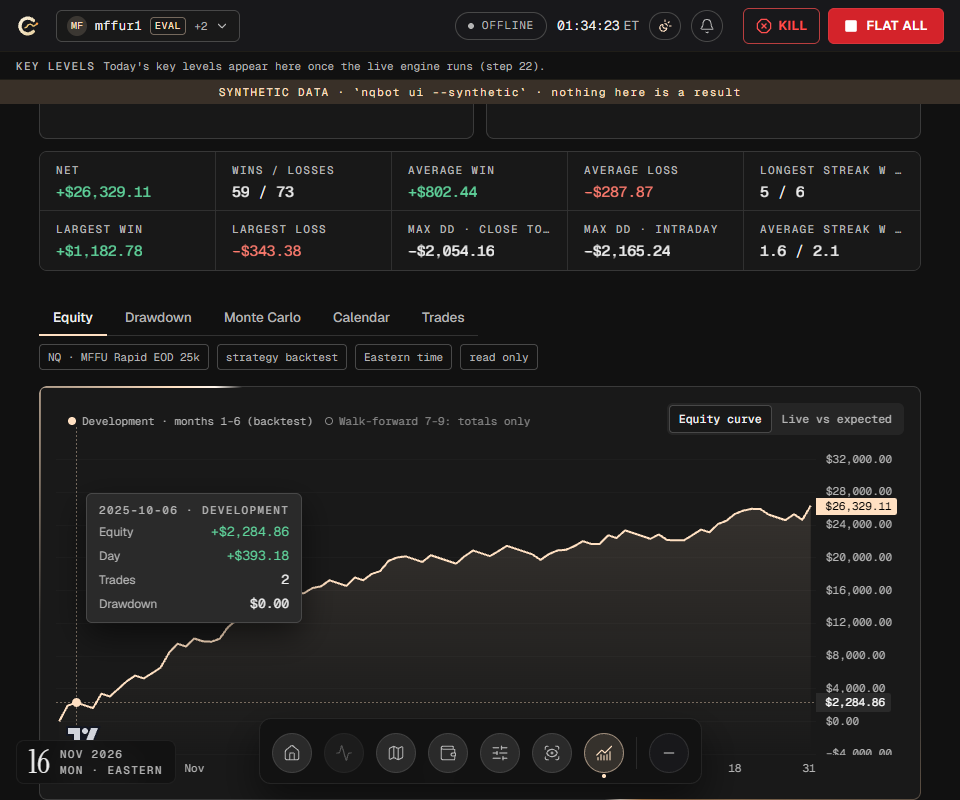 MF mffur1 EVAL +2 OFFLINE 01:34:23 ET KILL FLAT ALL
KEY LEVELS Today's key levels appear here once the live engine runs (step 22).
SYNTHETIC DATA · `nqbot ui --synthetic` · nothing here is a result
NET WINS / LOSSES AVERAGE WIN AVERAGE LOSS LONGEST STREAK W …
+$26,329.11 59 / 73 +$802.44 −$287.87 5 / 6
LARGEST WIN LARGEST LOSS MAX DD · CLOSE TO… MAX DD · INTRADAY AVERAGE STREAK W …
+$1,182.78 −$343.38 −$2,054.16 −$2,165.24 1.6 / 2.1
Equity Drawdown Monte Carlo Calendar Trades
NQ · MFFU Rapid EOD 25k strategy backtest Eastern time read only
Development · months 1-6 (backtest) Walk-forward 7-9: totals only Equity curve Live vs expected
$32,000.00
$28,000.00
$26,329.11
$24,000.00
2025-10-06 · DEVELOPMENT
Equity +$2,284.86
Day +$393.18
Trades 2
Drawdown $0.00
$20,000.00
$16,000.00
$12,000.00
$8,000.00
$4,000.00
$2,284.86
$0.00
−$4,000.00
16 NOV 2026
MON · EASTERN
Nov 18 31